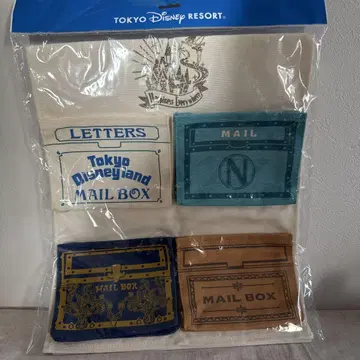 TOKYO Disney RESORT®
LETTERS
Tokyo
Disneyland
MAIL BOX
MAIL
N
MAIL BOX
MAIL BOX